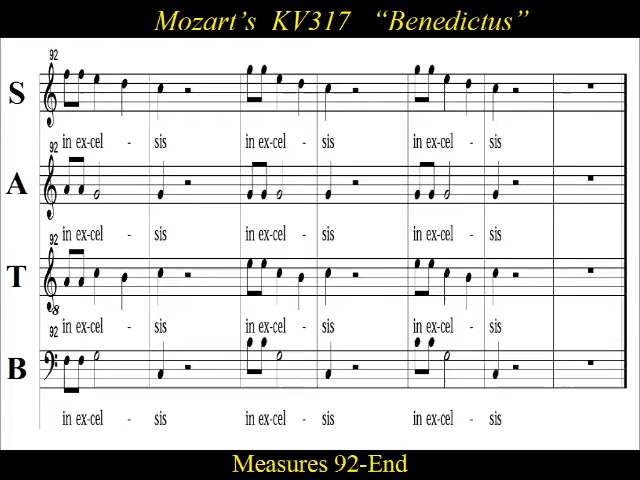 Mozart's KV317 "Benedictus"
92
S
in ex-cel - sis in ex-cel - sis in ex-cel - sis
92
A
in ex-cel - sis in ex-cel - sis in ex-cel - sis
92
T
8
in ex-cel - sis in ex-cel - sis in ex-cel - sis
92
B
in ex-cel - sis in ex-cel - sis in ex-cel - sis
Measures 92-End